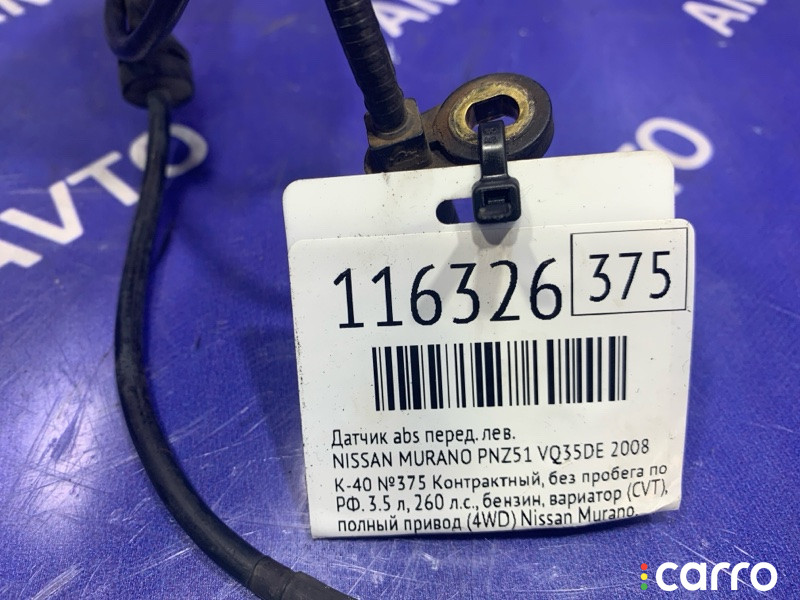 АВТО
116326 375
Датчик abs перед. лев.
NISSAN MURANO PNZ51 VQ35DE 2008
К-40 №375 Контрактный, без пробега по
РФ. 3.5 л, 260 л.с., бензин, вариатор (CVT),
полный привод (4WD) Nissan Murano.
carro